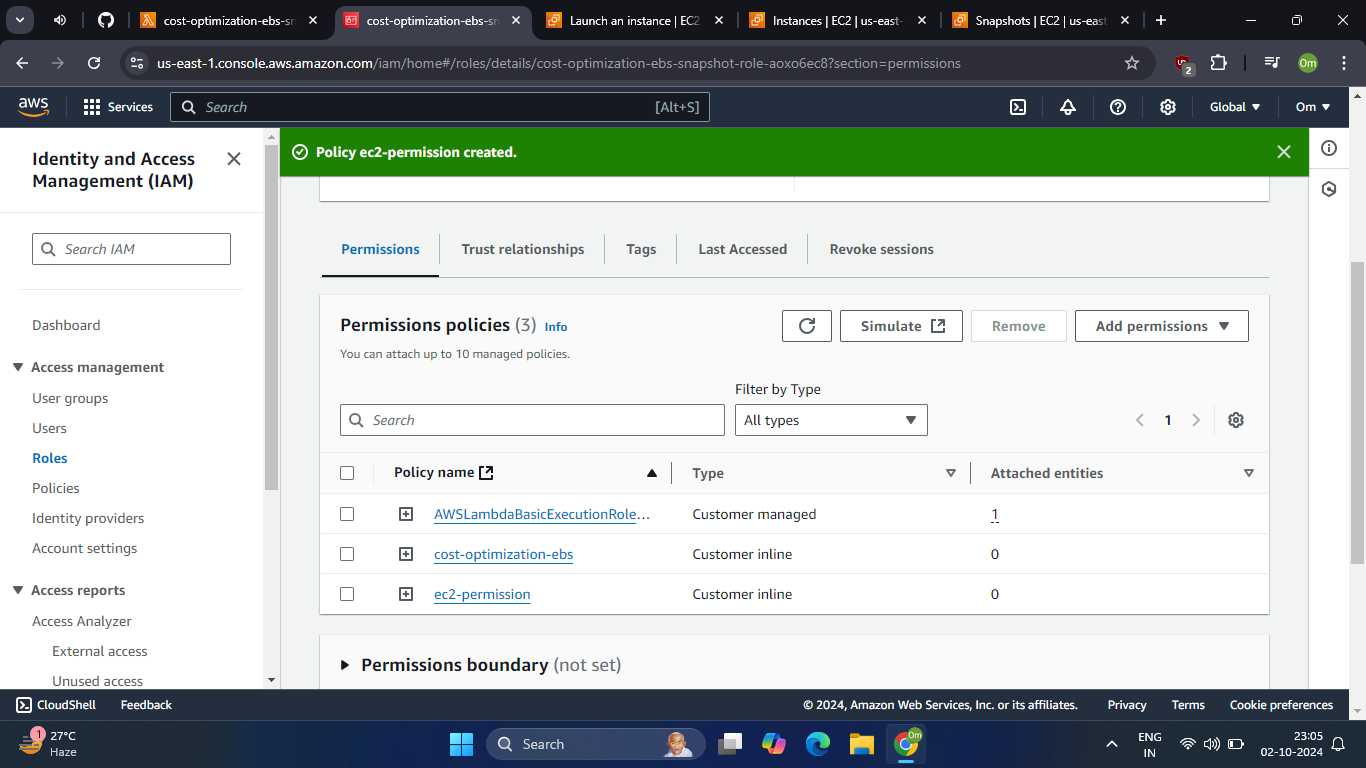 cost-optimization-ebs-sn
cost-optimization-ebs-sn
Launch an instance | EC2
Instances | EC2 | us-east-
Snapshots | EC2 | us-east
us-east-1.console.aws.amazon.com/iam/home#/roles/details/cost-optimization-ebs-snapshot-role-aoxo6ec8?section=permissions
2
Om
aws
Services
Search
[Alt+S]
Global
Om
Identity and Access
Management (IAM)
Search IAM
Dashboard
Access management
User groups
Users
Roles
Policies
Identity providers
Account settings
Access reports
Access Analyzer
External access
Unused access
Policy ec2-permission created.
Permissions
Trust relationships
Tags
Last Accessed
Revoke sessions
Permissions policies (3) Info
Simulate
Remove
Add permissions
You can attach up to 10 managed policies.
Filter by Type
Search
All types
1
Policy name
Type
Attached entities
AWSLambdaBasicExecutionRole...
Customer managed
1
cost-optimization-ebs
Customer inline
0
ec2-permission
Customer inline
0
Permissions boundary (not set)
CloudShell
Feedback
© 2024, Amazon Web Services, Inc. or its affiliates.
Privacy
Terms
Cookie preferences
1
27°C
Haze
Search
Om
ENG
IN
23:05
02-10-2024